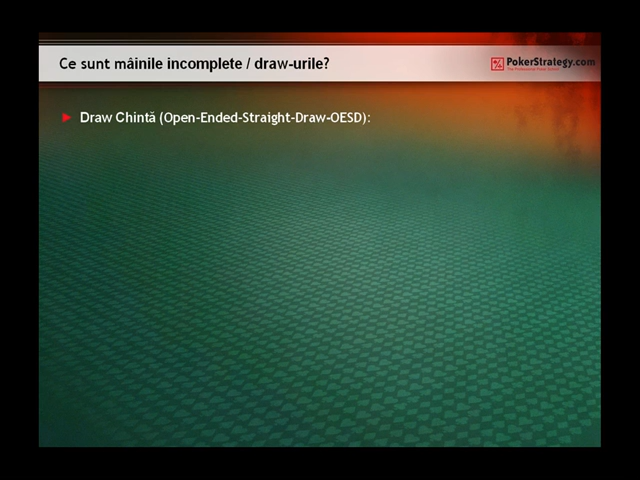 Ce sunt mâinile incomplete / draw-urile?
PokerStrategy.com
Draw Chintă (Open-Ended-Straight-Draw-OESD):